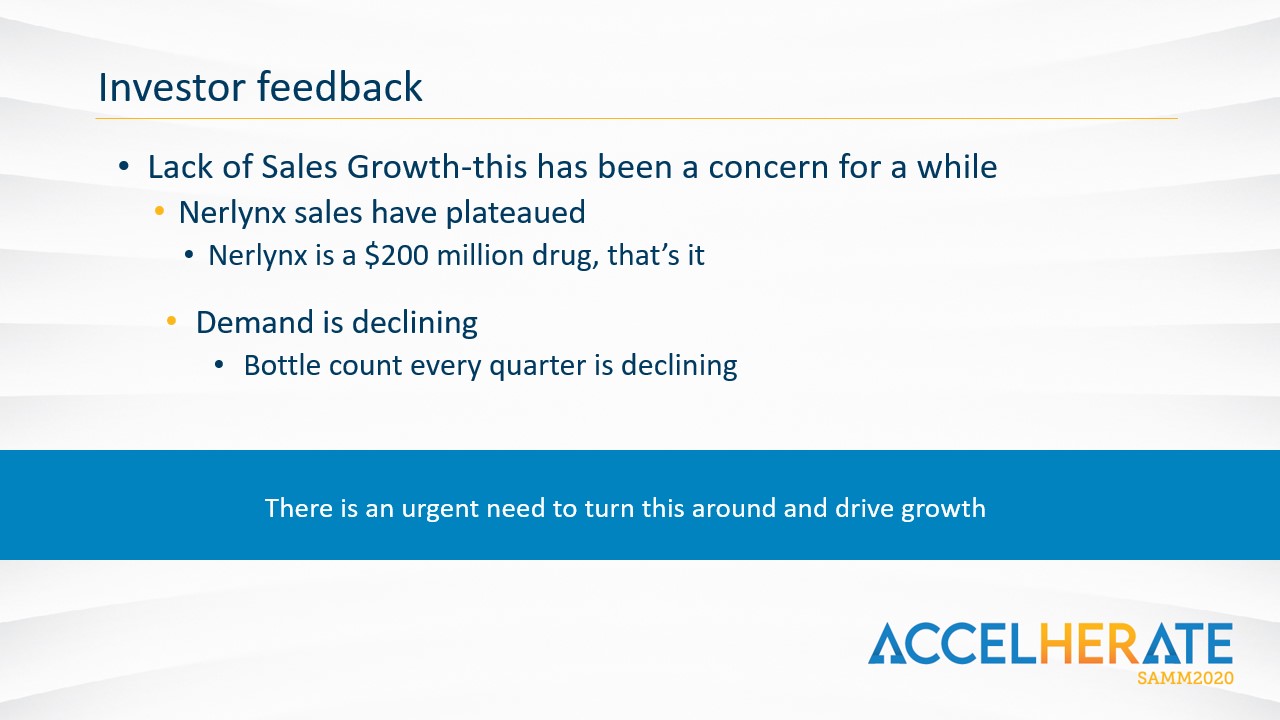 Investor feedback
• Lack of Sales Growth-this has been a concern for a while
• Nerlynx sales have plateaued
• Nerlynx is a $200 million drug, that’s it
• Demand is declining
• Bottle count every quarter is declining
There is an urgent need to turn this around and drive growth
ACCELHERATE
SAMM2020